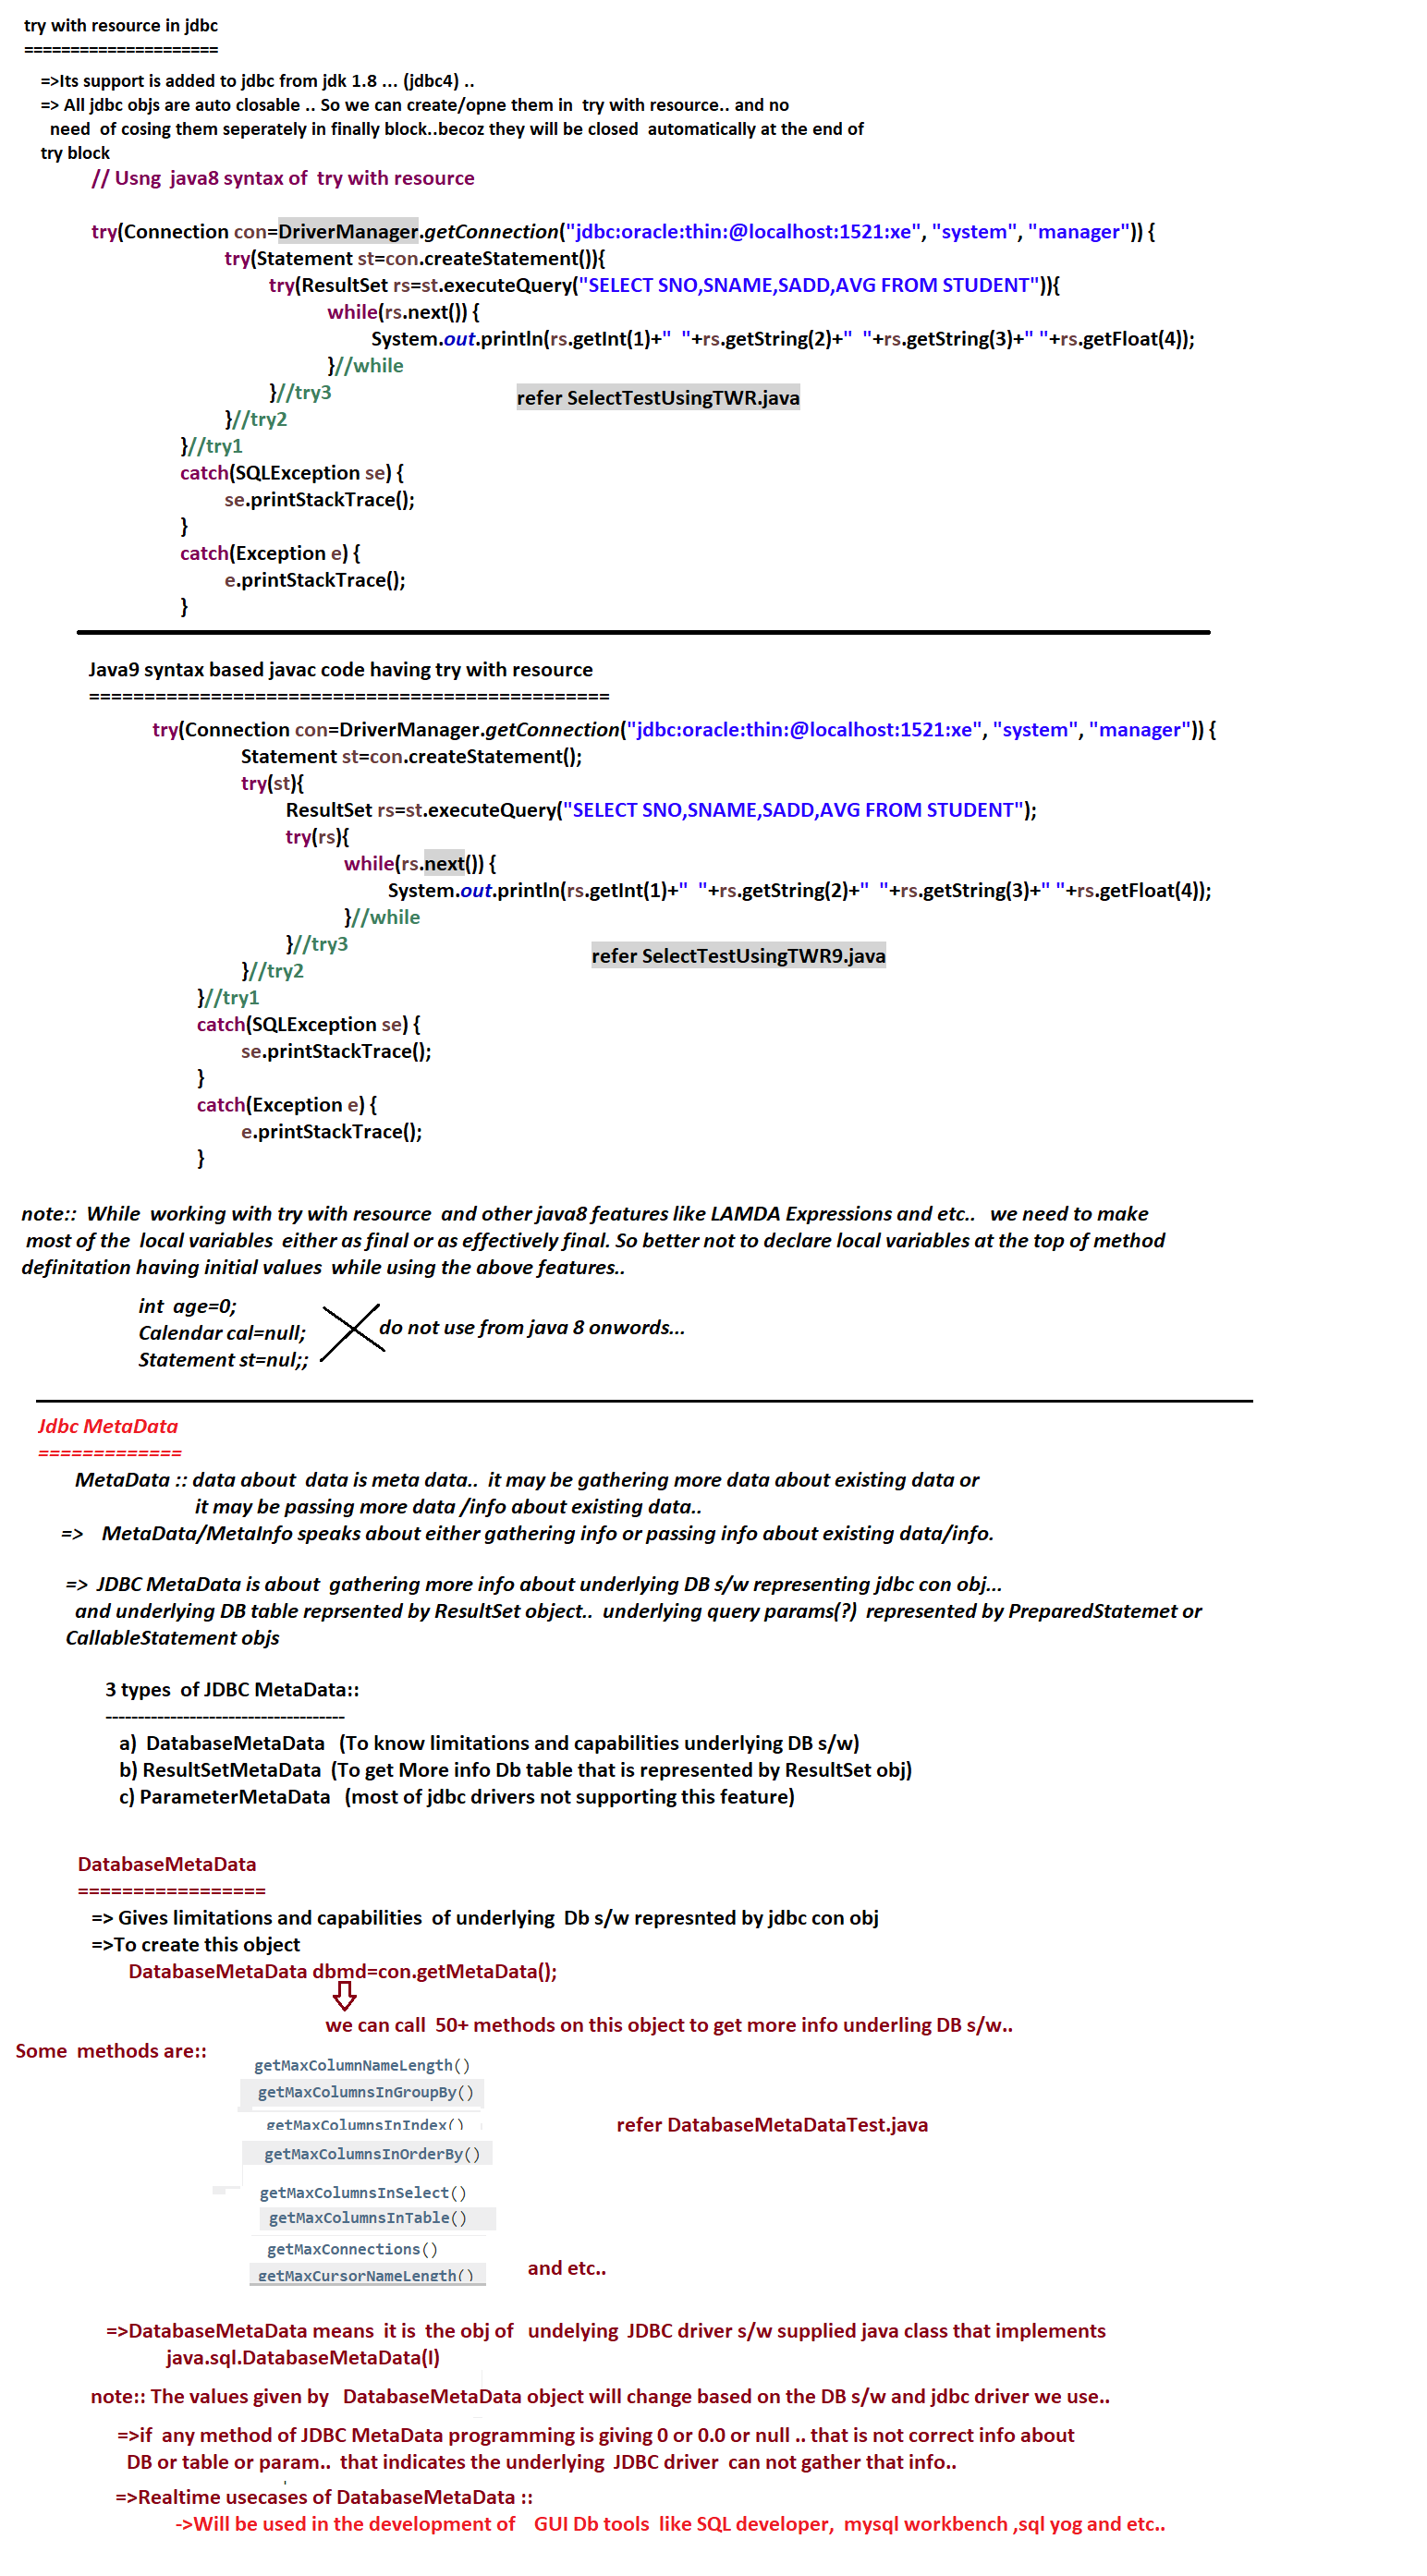 try with resource in jdbc
=====================
=>Its support is added to jdbc from jdk 1.8 ... (jdbc4) ..
=> All jdbc objs are auto closable .. So we can create/opne them in  try with resource.. and no
need  of cosing them seperately in finally block..becoz they will be closed  automatically at the end of
try block
// Usng  java8 syntax of  try with resource
try(Connection con=DriverManager.getConnection("jdbc:oracle:thin:@localhost:1521:xe", "system", "manager")) {
try(Statement st=con.createStatement()){
try(ResultSet rs=st.executeQuery("SELECT SNO,SNAME,SADD,AVG FROM STUDENT")){
while(rs.next()) {
System.out.println(rs.getInt(1)+"  "+rs.getString(2)+"  "+rs.getString(3)+" "+rs.getFloat(4));
}//while
}//try3
refer SelectTestUsingTWR.java
}//try2
}//try1
catch(SQLException se) {
se.printStackTrace();
}
catch(Exception e) {
e.printStackTrace();
}
Java9 syntax based javac code having try with resource
===============================================
try(Connection con=DriverManager.getConnection("jdbc:oracle:thin:@localhost:1521:xe", "system", "manager")) {
Statement st=con.createStatement();
try(st){
ResultSet rs=st.executeQuery("SELECT SNO,SNAME,SADD,AVG FROM STUDENT");
try(rs){
while(rs.next()) {
System.out.println(rs.getInt(1)+"  "+rs.getString(2)+"  "+rs.getString(3)+" "+rs.getFloat(4));
}//while
}//try3
refer SelectTestUsingTWR9.java
}//try2
}//try1
catch(SQLException se) {
se.printStackTrace();
}
catch(Exception e) {
e.printStackTrace();
}
note::  While  working with try with resource  and other java8 features like LAMDA Expressions and etc..   we need to make
most of the  local variables  either as final or as effectively final. So better not to declare local variables at the top of method
definitation having initial values  while using the above features..
int  age=0;
Calendar cal=null;
do not use from java 8 onwords...
Statement st=nul;;
Jdbc MetaData
=============
MetaData :: data about  data is meta data..  it may be gathering more data about existing data or
it may be passing more data /info about existing data..
=>    MetaData/MetaInfo speaks about either gathering info or passing info about existing data/info.
=>  JDBC MetaData is about  gathering more info about underlying DB s/w representing jdbc con obj...
and underlying DB table reprsented by ResultSet object..  underlying query params(?)  represented by PreparedStatemet or
CallableStatement objs
3 types  of JDBC MetaData::
-------------------------------------
a)  DatabaseMetaData   (To know limitations and capabilities underlying DB s/w)
b) ResultSetMetaData  (To get More info Db table that is represented by ResultSet obj)
c) ParameterMetaData   (most of jdbc drivers not supporting this feature)
DatabaseMetaData
=================
=> Gives limitations and capabilities  of underlying  Db s/w represnted by jdbc con obj
=>To create this object
DatabaseMetaData dbmd=con.getMetaData();
we can call  50+ methods on this object to get more info underling DB s/w..
Some  methods are::
getMaxColumnNameLength()
getMaxColumnsInGroupBy()
getMaxColumnsInIndex()
refer DatabaseMetaDataTest.java
getMaxColumnsInOrderBy()
getMaxColumnsInSelect()
getMaxColumnsInTable()
getMaxConnections()
getMaxCursorNameLength()
and etc..
=>DatabaseMetaData means  it is  the obj of   undelying  JDBC driver s/w supplied java class that implements
java.sql.DatabaseMetaData(I)
note:: The values given by   DatabaseMetaData object will change based on the DB s/w and jdbc driver we use..
=>if  any method of JDBC MetaData programming is giving 0 or 0.0 or null .. that is not correct info about
DB or table or param..  that indicates the underlying  JDBC driver  can not gather that info..
=>Realtime usecases of DatabaseMetaData ::
->Will be used in the development of    GUI Db tools  like SQL developer,  mysql workbench ,sql yog and etc..